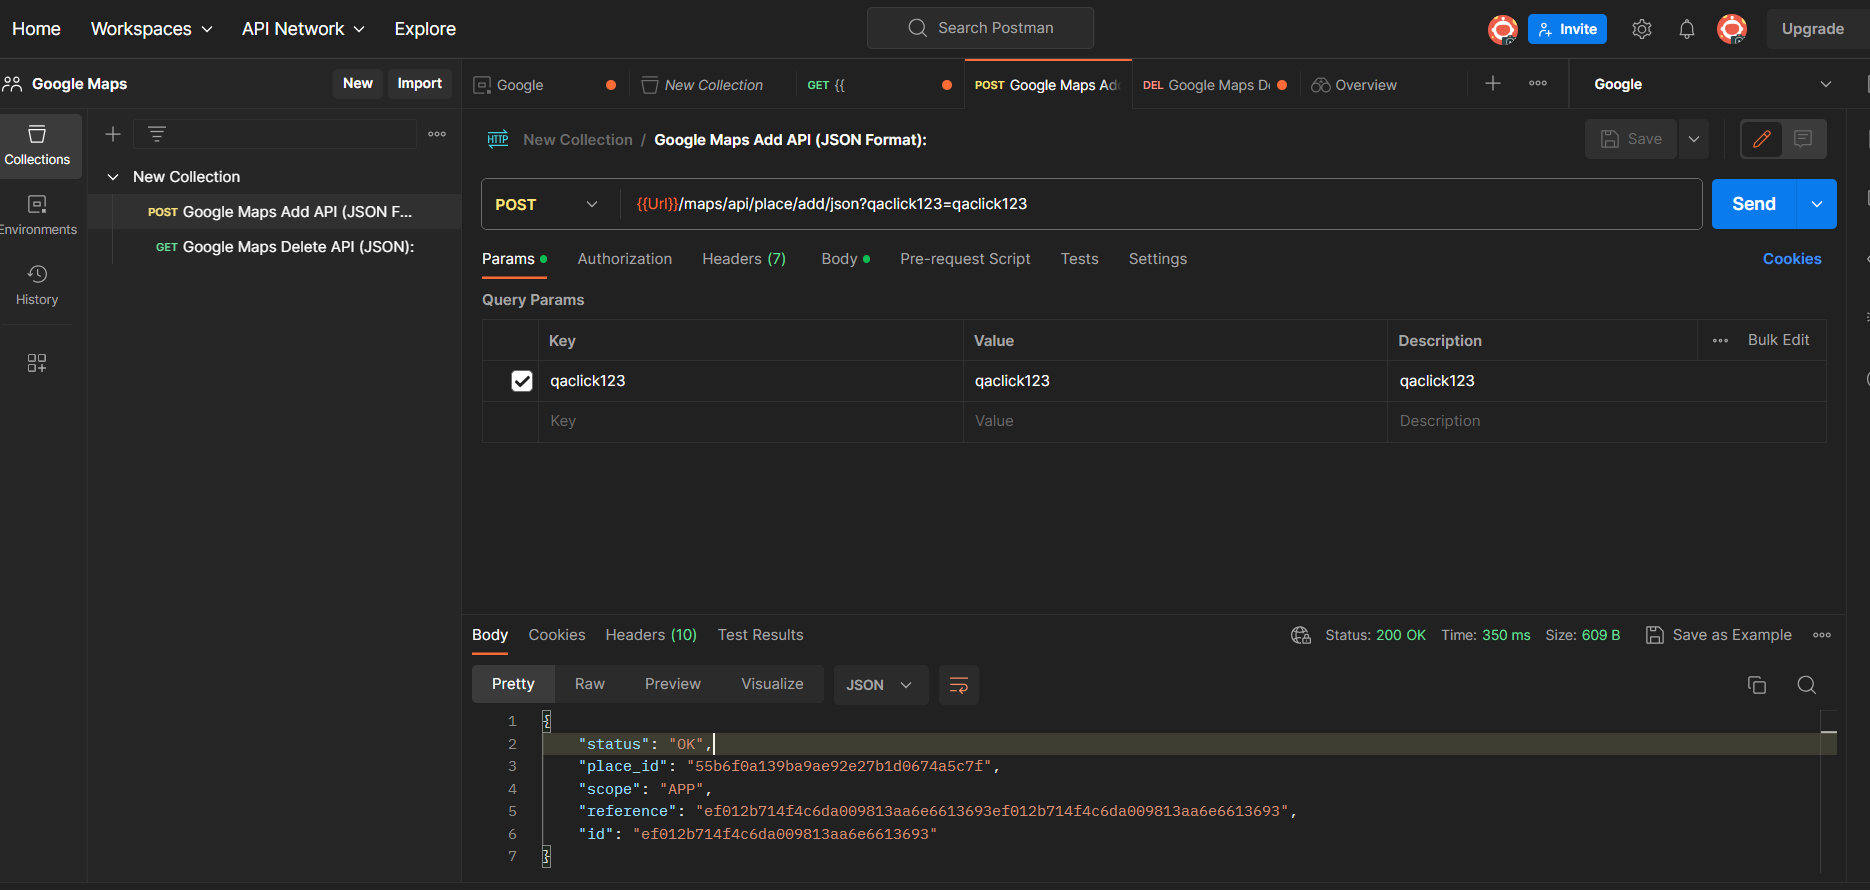 Home
Workspaces
API Network
Explore
Search Postman
Invite
Upgrade
Google Maps
New
Import
Google
New Collection
GET {{
POST Google Maps Ad
DEL Google Maps D
Overview
Google
Collections
Environments
History
New Collection
POST Google Maps Add API (JSON F...
GET Google Maps Delete API (JSON):
HTTP New Collection / Google Maps Add API (JSON Format):
Save
POST
{{Url}}/maps/api/place/add/json?qaclick123=qaclick123
Send
Params
Authorization
Headers (7)
Body
Pre-request Script
Tests
Settings
Cookies
Query Params
Key Value Description Bulk Edit
qaclick123 qaclick123 qaclick123
Key Value Description
Body
Cookies
Headers (10)
Test Results
Status: 200 OK Time: 350 ms Size: 609 B
Save as Example
Pretty
Raw
Preview
Visualize
JSON
1 {
2 "status": "OK",
3 "place_id": "55b6f0a139ba9ae92e27b1d0674a5c7f",
4 "scope": "APP",
5 "reference": "ef012b714f4c6da009813aa6e6613693ef012b714f4c6da009813aa6e6613693",
6 "id": "ef012b714f4c6da009813aa6e6613693"
7 }